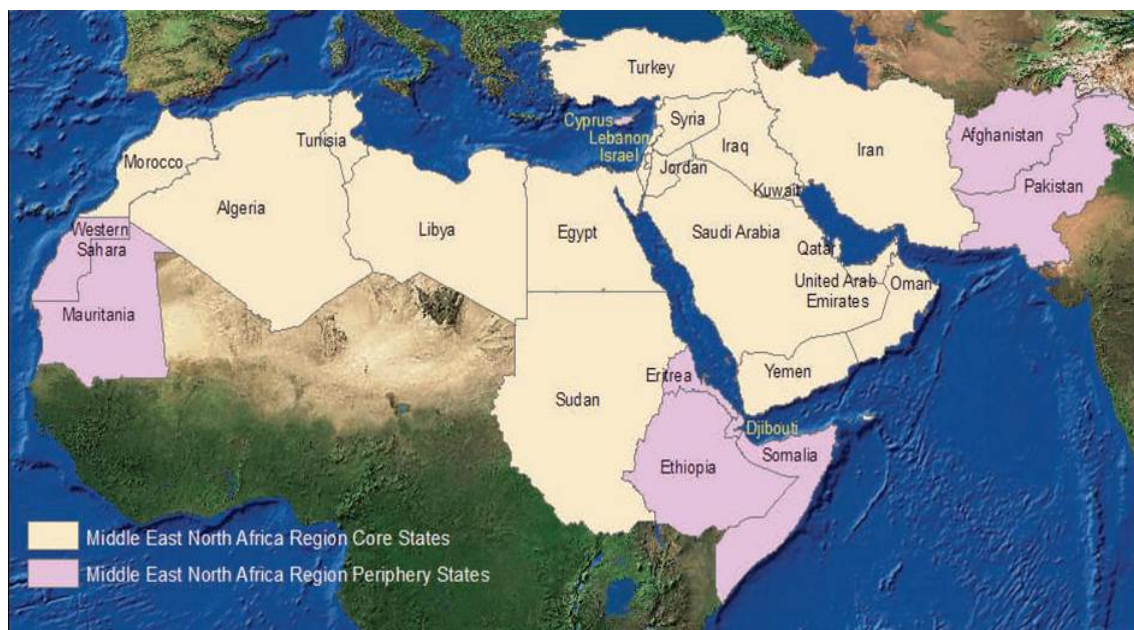 Turkey
Cyprus
Syria
Lebanon
Israel
Iraq
Iran
Afghanistan
Jordan
Kuwait
Pakistan
Morocco
Tunisia
Algeria
Libya
Egypt
Saudi Arabia
Qatar
United Arab
Emirates
Oman
Western
Sahara
Mauritania
Eritrea
Yemen
Sudan
Djibouti
Ethiopia
Somalia
Middle East North Africa Region Core States
Middle East North Africa Region Periphery States